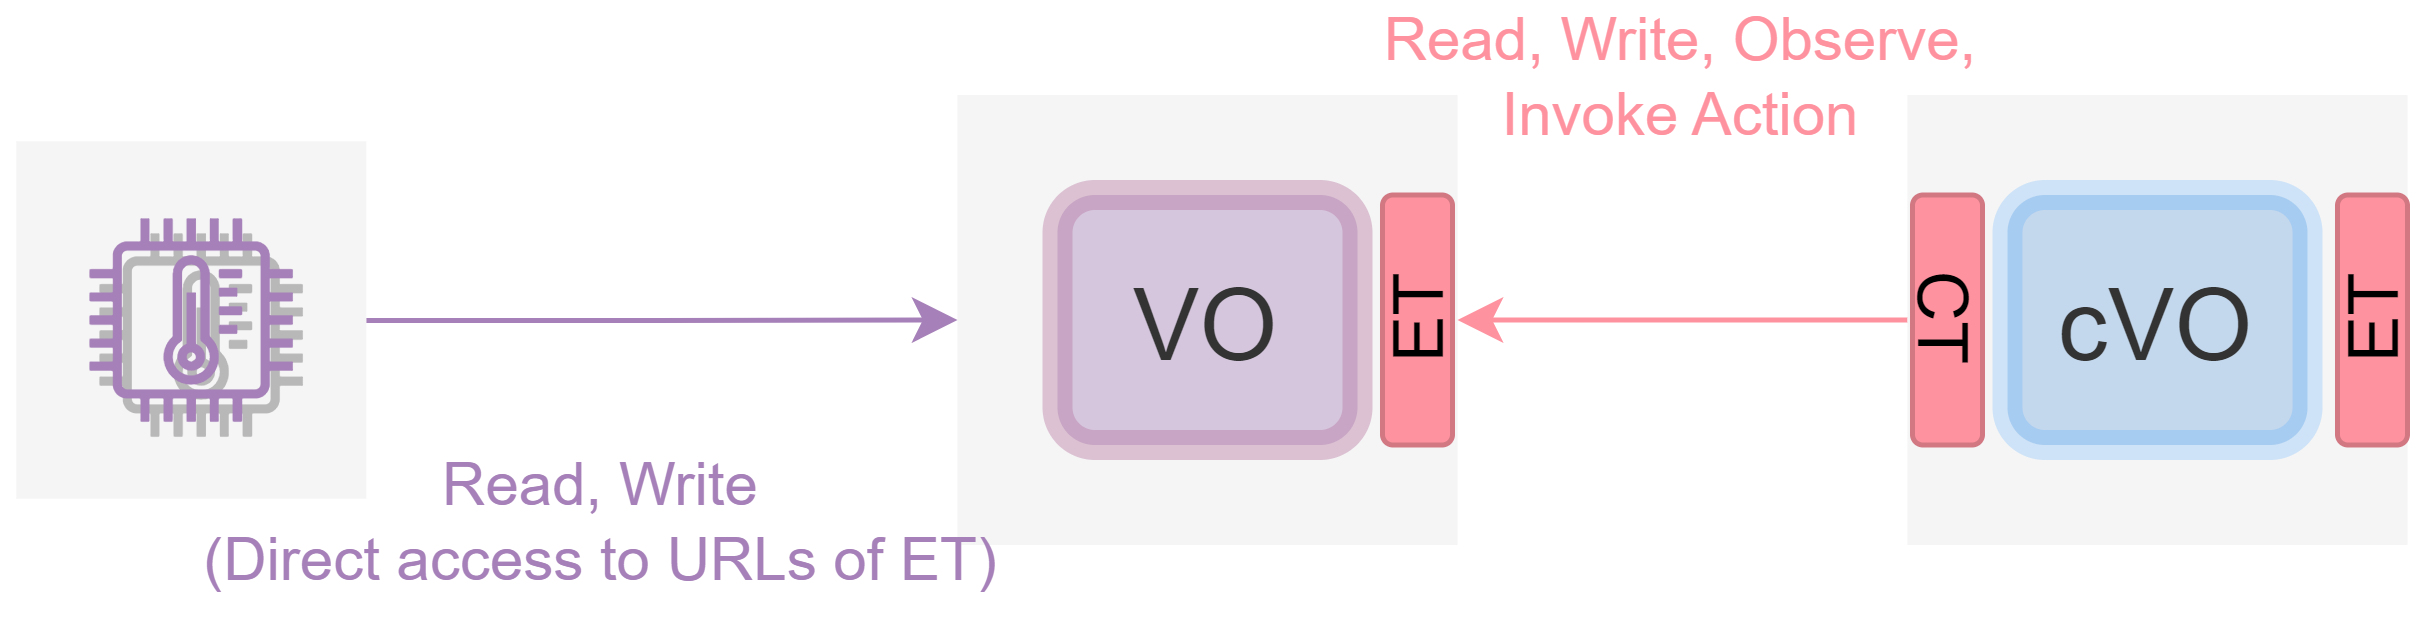 Read, Write, Observe,
Invoke Action
VO
ET
CT
cVO
ET
Read, Write
(Direct access to URLs of ET)